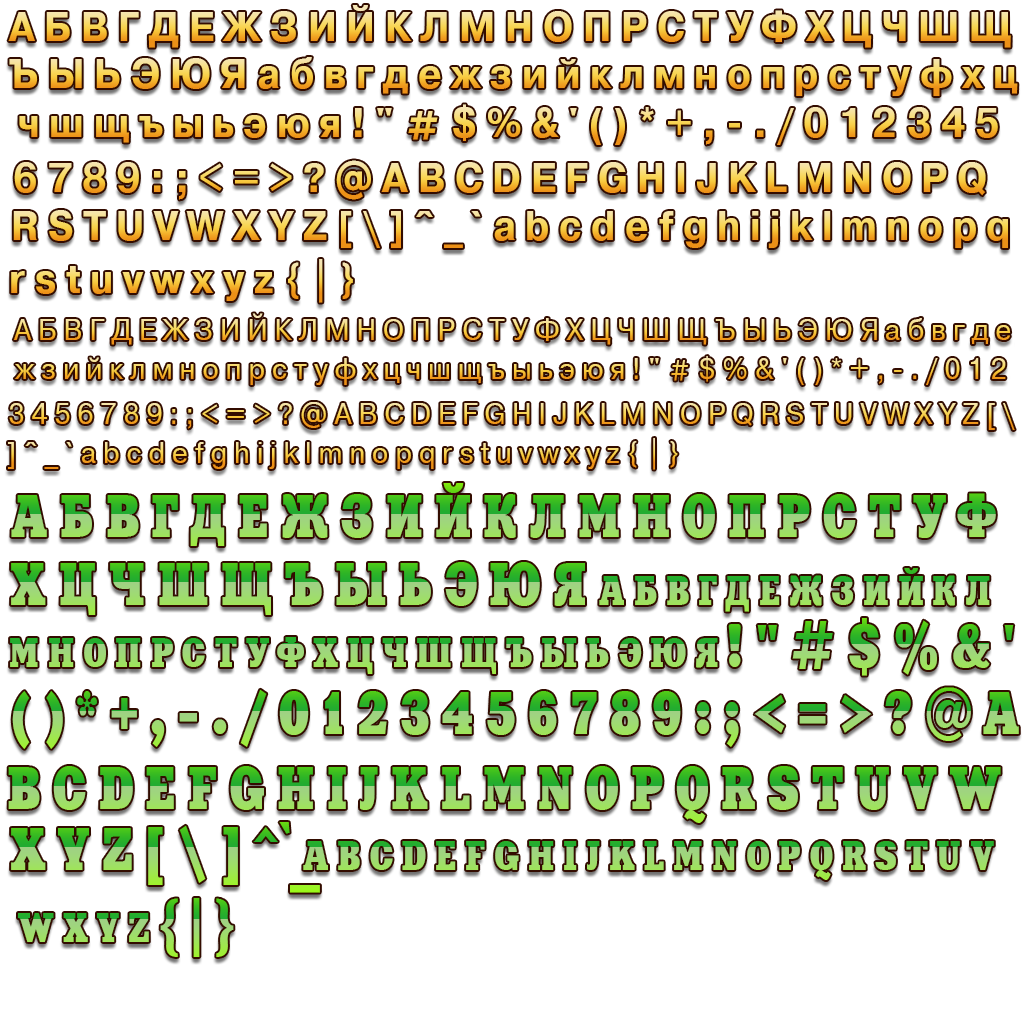 АБВГДЕЖЗИЙКЛМНОПРСТУФХЦЧШЩ
ЪЫЬЭЮЯабвгдежзийклмнопрстуфхц
чшщъыьэюя!"#$%&'()*+,-./012345
6789:;<=>?@ABCDEFGHIJKLMNOPQ
RSTUVWXYZ[\]^_`abcdefghijklmnopq
rstuvwxyz{|}
АБВГДЕЖЗИЙКЛМНОПРСТУФХЦЧШЩЪЫЬЭЮЯабвгде
жзийклмнопрстуфхцчшщъыьэюя!"#$%&'()*+,-./012
3456789:;<=>?@ABCDEFGHIJKLMNOPQRSTUVWXYZ[\
]^_`abcdefghijklmnopqrstuvwxyz{|}
АБВГДЕЖЗИЙКЛМНОПРСТУФ
ХЦЧШЩЪЫЬЭЮЯАБВГДЕЖЗИЙКЛ
МНОПРСТУФХЦЧШЩЪЫЬЭЮЯ!"#$%&'
()*+,-./0123456789:;<=>?@A
BCDEFGHIJKLMNOPQRSTUVW
XYZ[\]^`_ABCDEFGHIJKLMNOPQRSTUV
WXYZ{|}